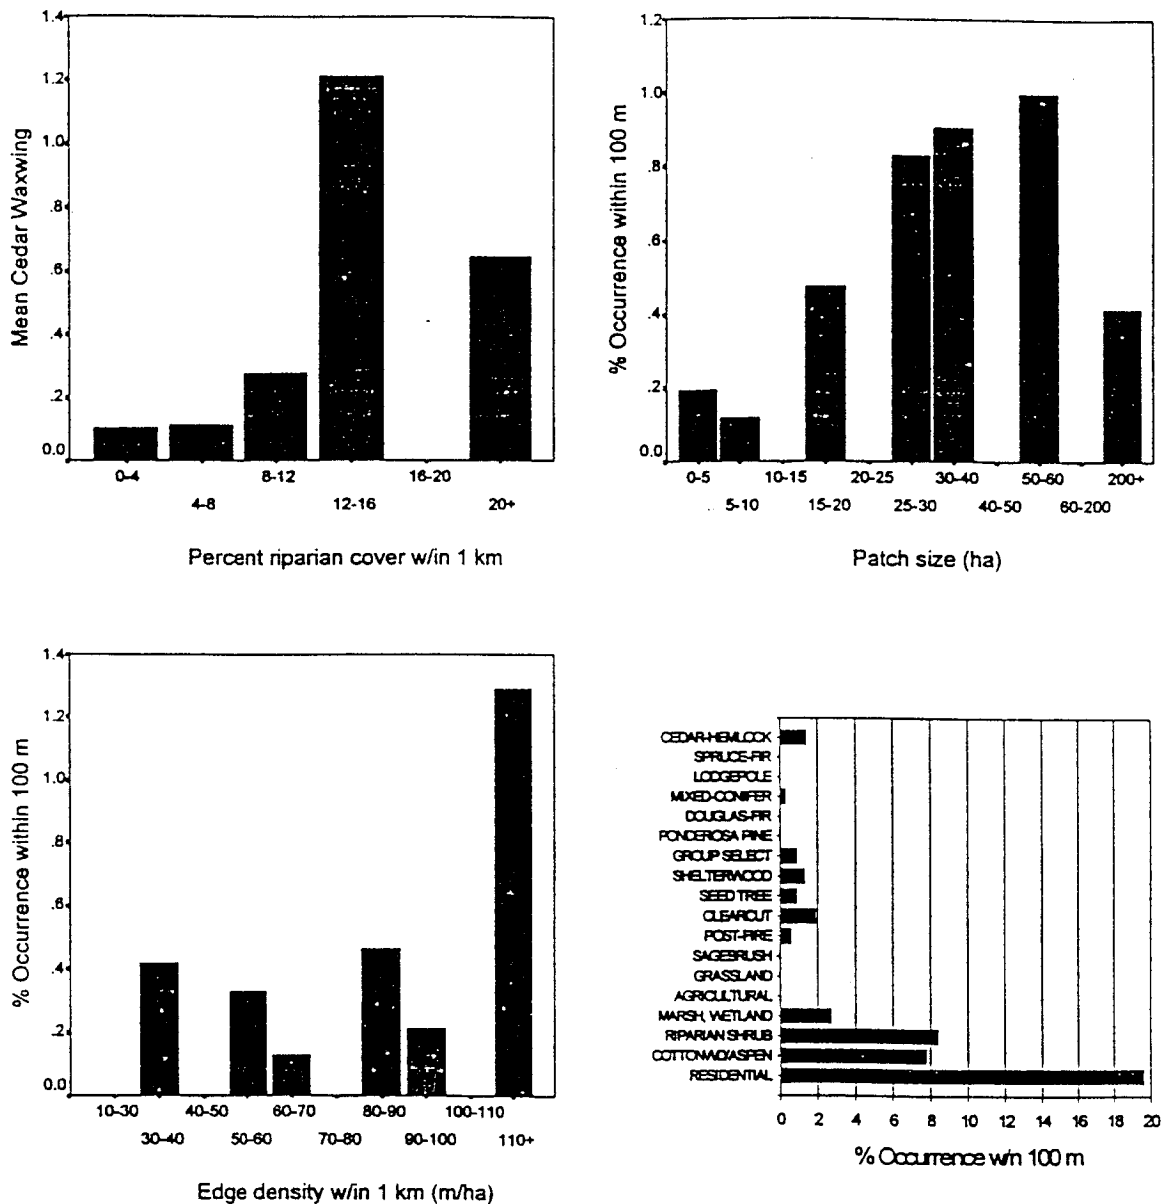 1.4
1.2
1.0
.8
.6
.4
.2
0.0
Mean Cedar Waxwing
0-4 8-12 16-20
4-8 12-16 20+
Percent riparian cover w/in 1 km
1.2
1.0
.8
.6
.4
.2
0.0
% Occurrence within 100 m
0-5 10-15 20-25 30-40 50-60 200+
5-10 15-20 25-30 40-50 60-200
Patch size (ha)
1.4
1.2
1.0
.8
.6
.4
.2
0.0
% Occurrence within 100 m
10-30 40-50 60-70 80-90 100-110
30-40 50-60 70-80 90-100 110+
Edge density w/in 1 km (m/ha)
CEDAR-HEMLOCK
SPRUCE-FIR
LODGEPOLE
MIXED-CONIFER
DOUGLAS-FIR
PONDEROSA PINE
GROUP SELECT
SHELTERWOOD
SEED TREE
CLEARCUT
POST-FIRE
SAGEBRUSH
GRASSLAND
AGRICULTURAL
MARSH, WETLAND
RIPARIAN SHRUB
COTTONWD/ASPEN
RESIDENTIAL
0 2 4 6 8 10 12 14 16 18 20
% Occurrence w/n 100 m